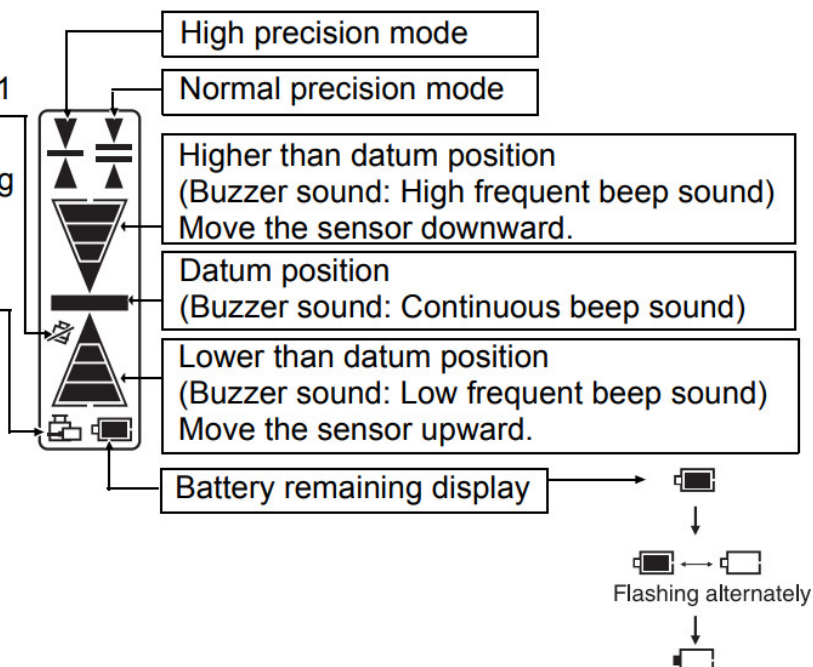 High precision mode
1
Normal precision mode
g
Higher than datum position
(Buzzer sound: High frequent beep sound)
Move the sensor downward.
Datum position
(Buzzer sound: Continuous beep sound)
Lower than datum position
(Buzzer sound: Low frequent beep sound)
Move the sensor upward.
Battery remaining display
Flashing alternately